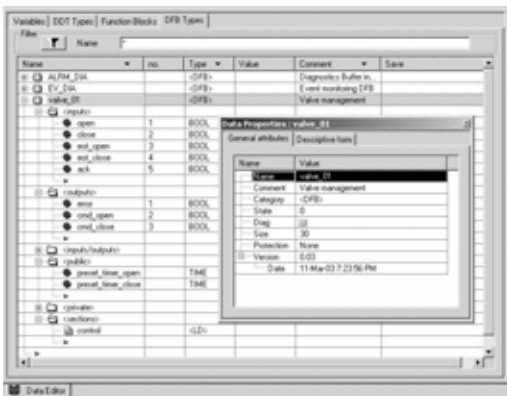 Variables DDT Types Function Blocks DFB Types
Filter
Name *
Name no. Type Value Comment Save
ALRM_DIA <DFB> Diagnostics Buffer in...
EV_DIA <DFB> Event monitoring DFB
valve_01 <DFB> Valve management
<inputs>
open 1 BOOL
close 2 BOOL
eot_open 3 BOOL
eot_close 4 BOOL
ack 5 BOOL
<outputs>
error 1 BOOL
cmd_open 2 BOOL
cmd_close 3 BOOL
<inputs/outputs>
<public>
preset_timer_open TIME
preset_timer_close TIME
<private>
<sections>
control <LD>
Data Properties : valve_01
General attributes Descriptive form
Name Value
Name valve_01
Comment Valve management
Category <DFB>
State 0
Diag
Size 30
Protection None
Version 0.03
Date 11-Mar-03 7:23:56 PM
Data Editor